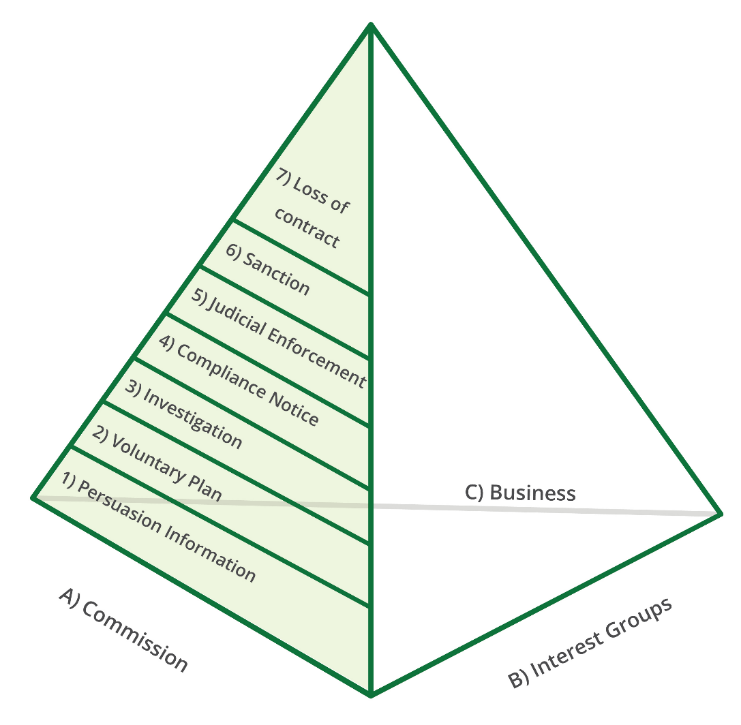 7) Loss of
contract
6) Sanction
5) Judicial Enforcement
4) Compliance Notice
3) Investigation
2) Voluntary Plan
1) Persuasion Information
C) Business
A) Commission
B) Interest Groups